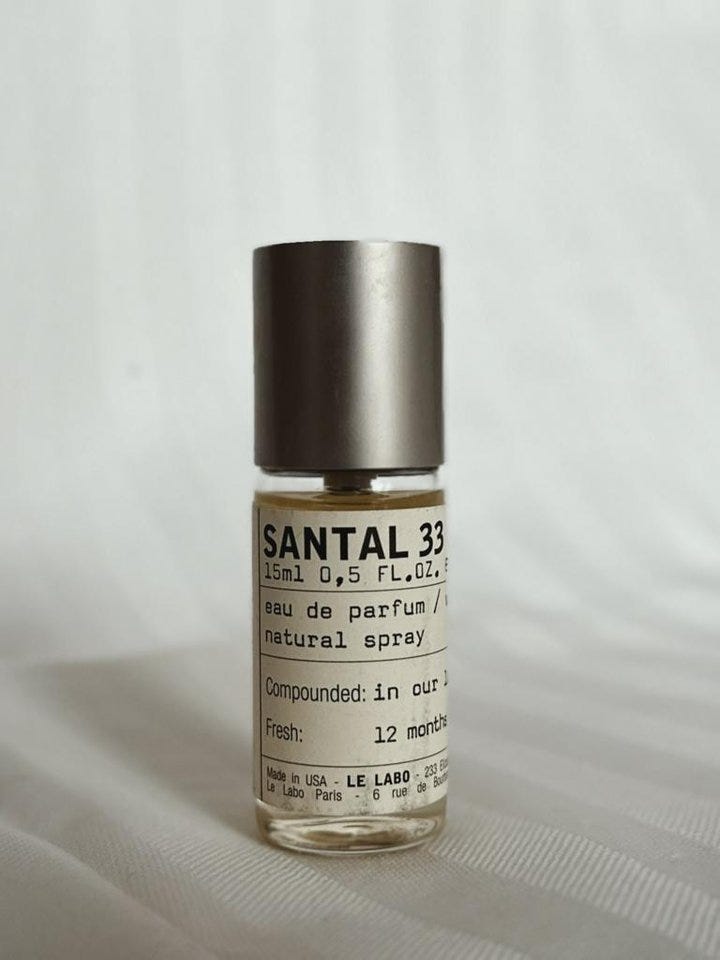 SANTAL 33
15ml 0,5 FL.OZ.
eau de parfum /
natural spray
Compounded: in our
Fresh: 12 months
Made in USA - LE LABO - 233
Le Labo Paris - 6 rue de